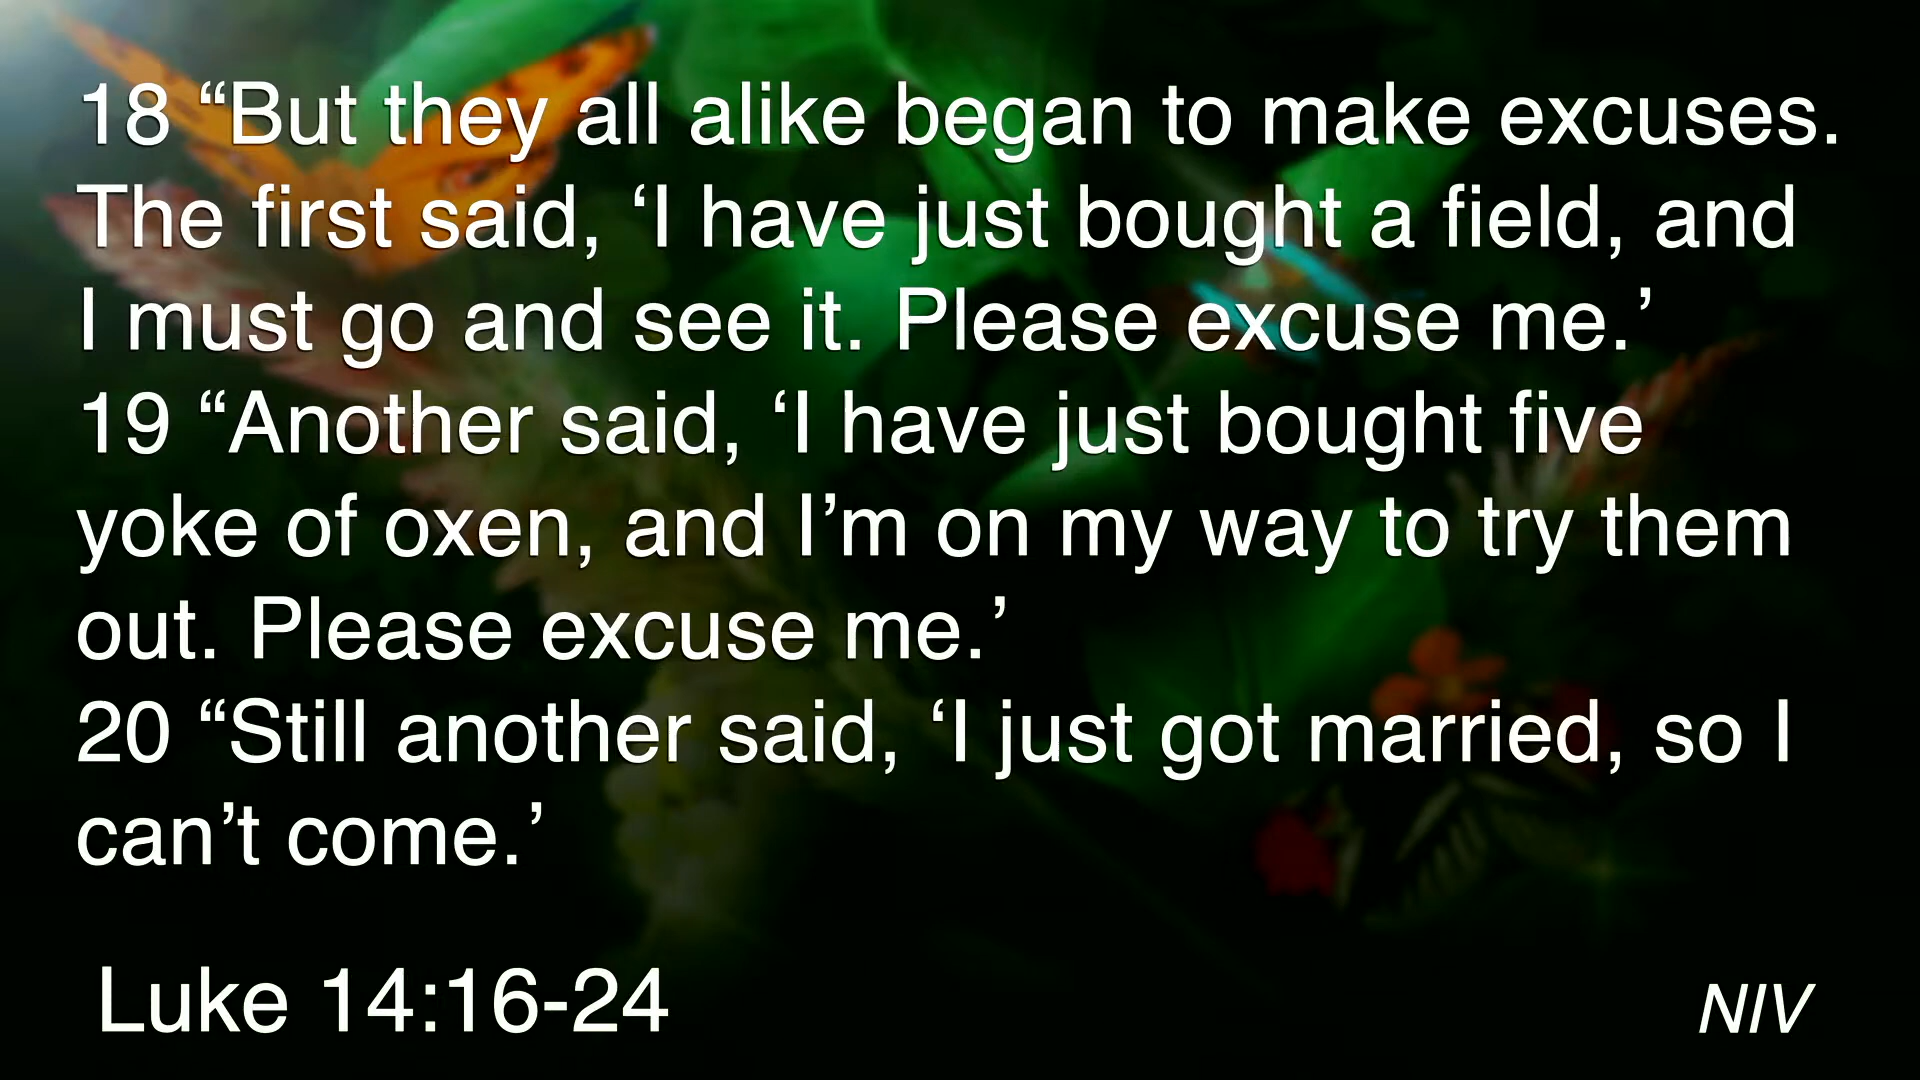 18 “But they all alike began to make excuses.
The first said, ‘I have just bought a field, and
I must go and see it. Please excuse me.’
19 “Another said, ‘I have just bought five
yoke of oxen, and I’m on my way to try them
out. Please excuse me.’
20 “Still another said, ‘I just got married, so I
can’t come.’
Luke 14:16-24
NIV